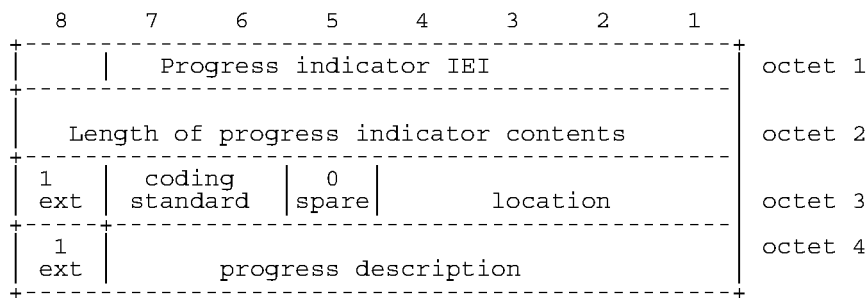 8 7 6 5 4 3 2 1
Progress indicator IEI octet 1
Length of progress indicator contents octet 2
1 coding 0
ext standard spare location octet 3
1 octet 4
ext progress description